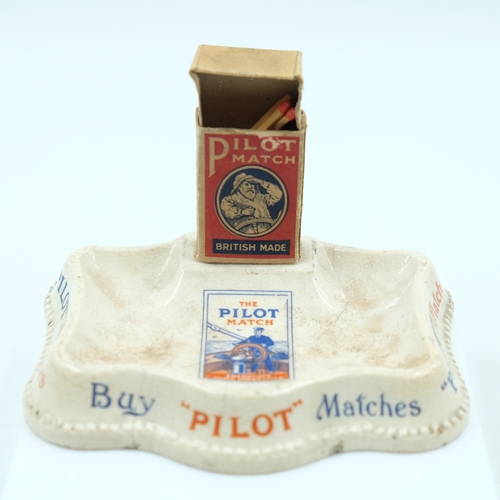 PILOT
MATCH
BRITISH MADE
THE
PILOT
MATCH
Buy "PILOT" Matches